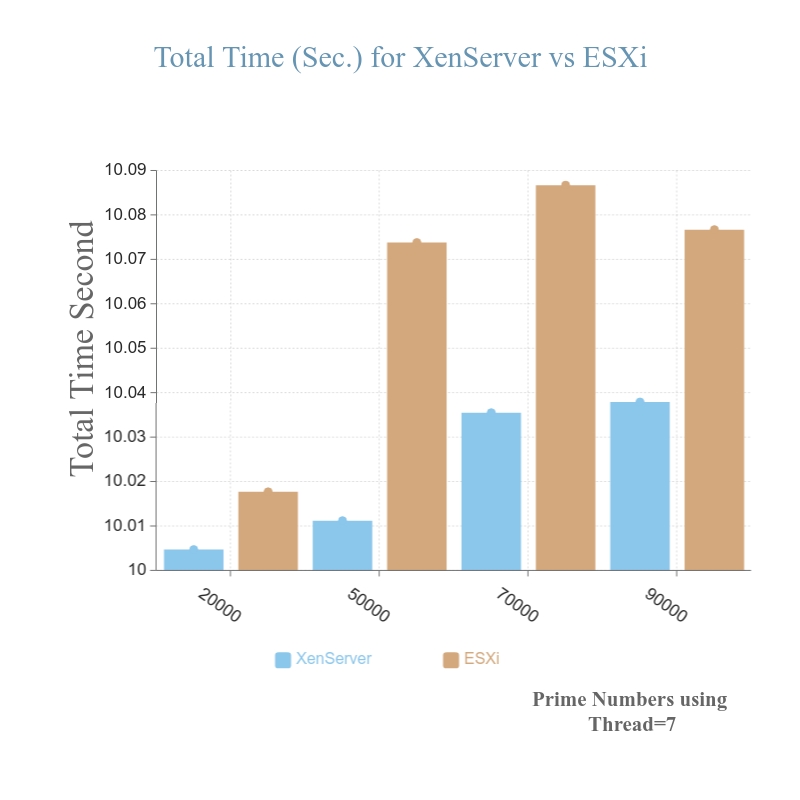 Total Time (Sec.) for XenServer vs ESXi
Total Time Second
10.09
10.08
10.07
10.06
10.05
10.04
10.03
10.02
10.01
10
20000
50000
70000
90000
XenServer
ESXi
Prime Numbers using
Thread=7